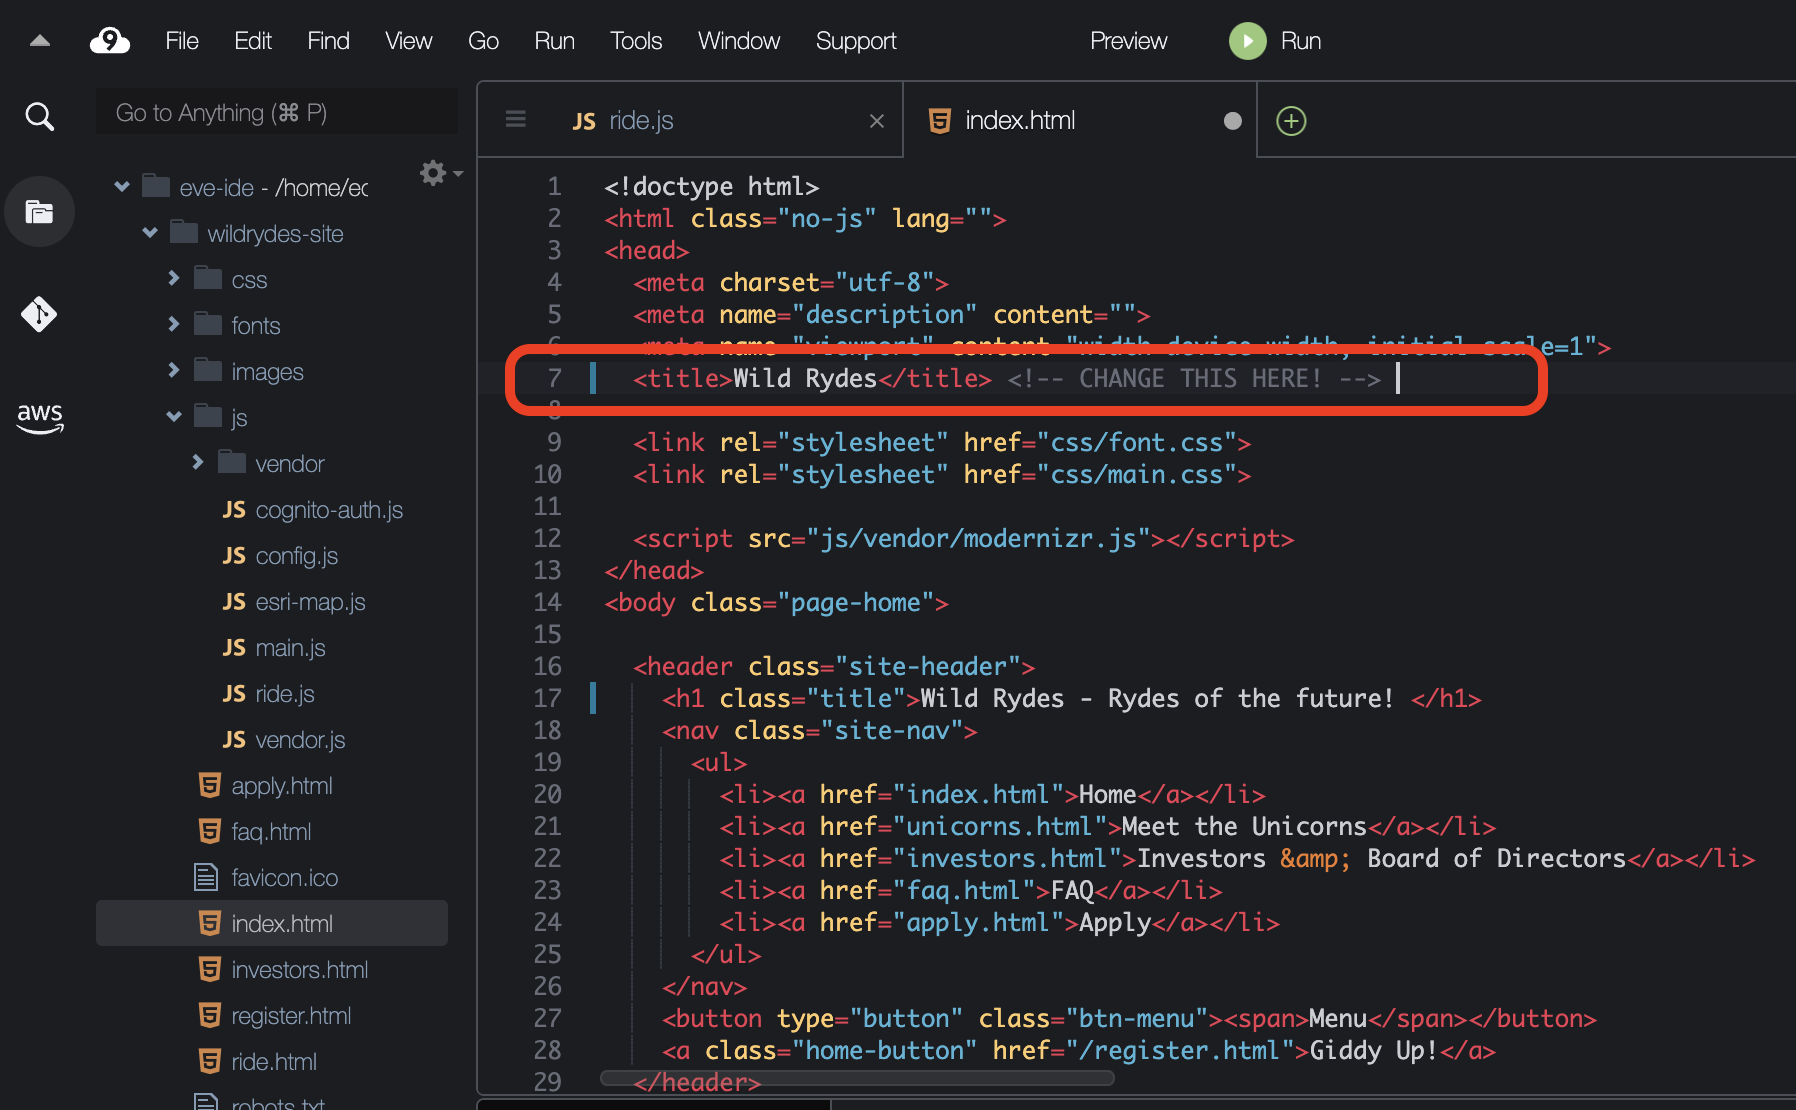 File Edit Find View Go Run Tools Window Support Preview Run
Go to Anything (⌘ P)
eve-ide - /home/ec
wildrydes-site
css
fonts
images
js
vendor
JS cognito-auth.js
JS config.js
JS esri-map.js
JS main.js
JS ride.js
JS vendor.js
apply.html
faq.html
favicon.ico
index.html
investors.html
register.html
ride.html
robots.txt
aws
JS ride.js × index.html
1 <!doctype html>
2 <html class="no-js" lang="">
3 <head>
4 <meta charset="utf-8">
5 <meta name="description" content="">
6 <meta name="viewport" content="width=device-width, initial-scale=1">
7 <title>Wild Rydes</title> <!-- CHANGE THIS HERE! -->
8
9 <link rel="stylesheet" href="css/font.css">
10 <link rel="stylesheet" href="css/main.css">
11
12 <script src="js/vendor/modernizr.js"></script>
13 </head>
14 <body class="page-home">
15
16 <header class="site-header">
17 <h1 class="title">Wild Rydes - Rydes of the future! </h1>
18 <nav class="site-nav">
19 <ul>
20 <li><a href="index.html">Home</a></li>
21 <li><a href="unicorns.html">Meet the Unicorns</a></li>
22 <li><a href="investors.html">Investors &amp; Board of Directors</a></li>
23 <li><a href="faq.html">FAQ</a></li>
24 <li><a href="apply.html">Apply</a></li>
25 </ul>
26 </nav>
27 <button type="button" class="btn-menu"><span>Menu</span></button>
28 <a class="home-button" href="/register.html">Giddy Up!</a>
29 </header>